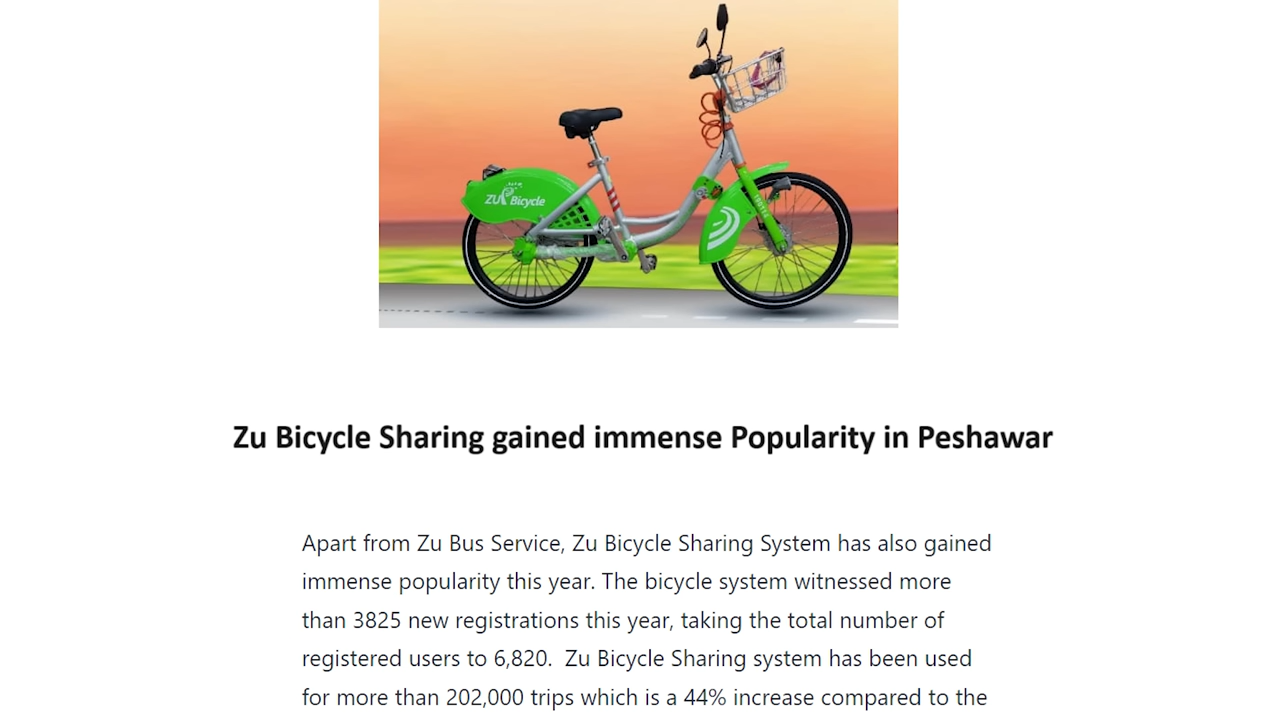 ZU Bicycle
Zu Bicycle Sharing gained immense Popularity in Peshawar
Apart from Zu Bus Service, Zu Bicycle Sharing System has also gained
immense popularity this year. The bicycle system witnessed more
than 3825 new registrations this year, taking the total number of
registered users to 6,820.  Zu Bicycle Sharing system has been used
for more than 202,000 trips which is a 44% increase compared to the